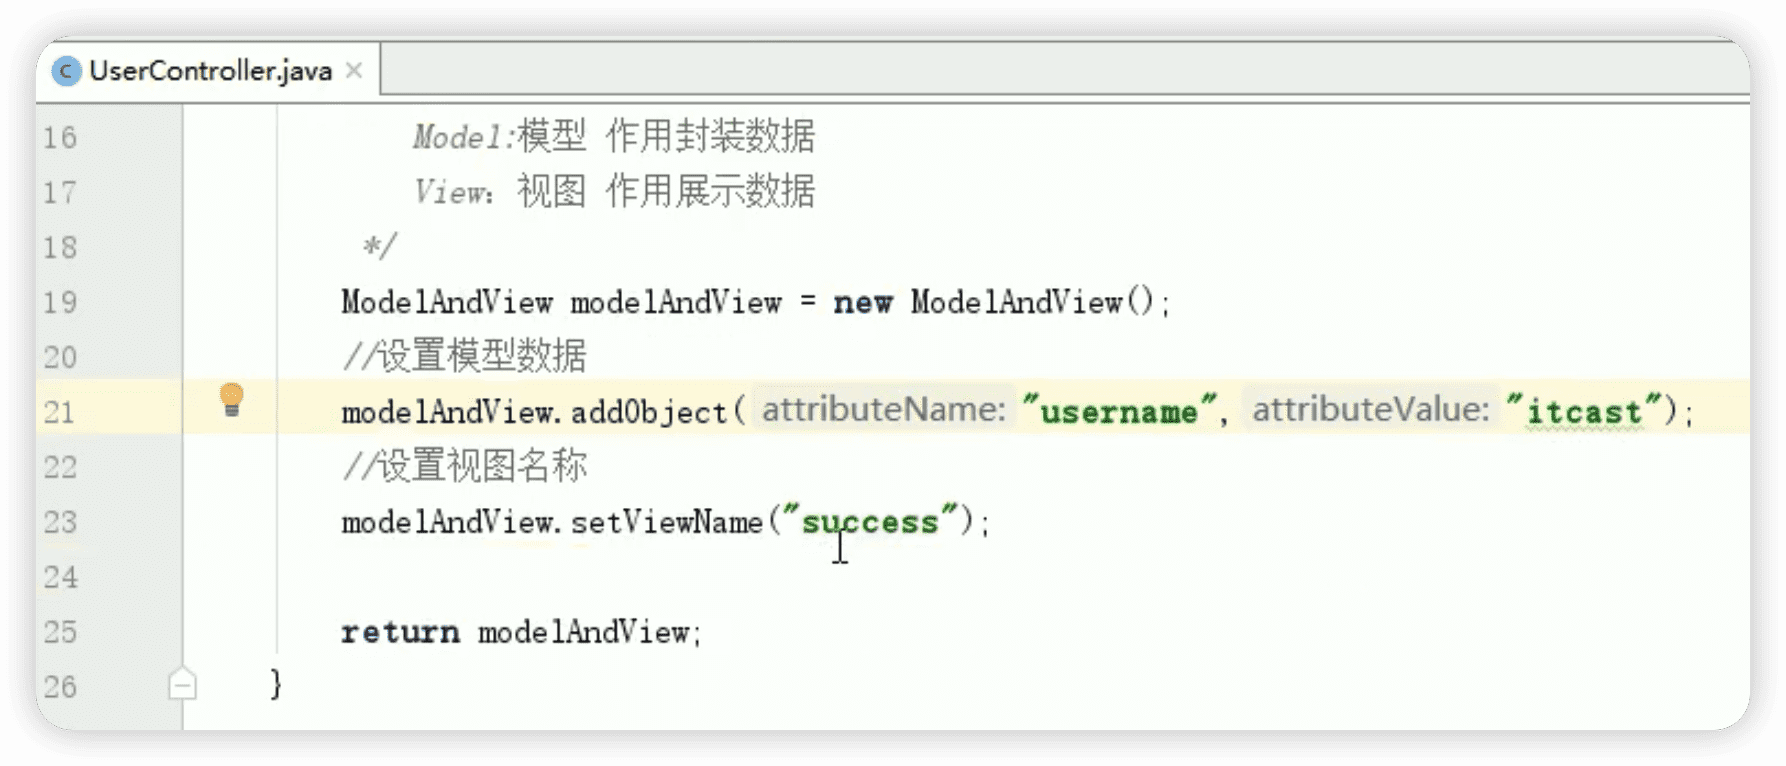 UserController.java
16 Model:模型 作用封装数据
17 View：视图 作用展示数据
18 */
19 ModelAndView modelAndView = new ModelAndView();
20 //设置模型数据
21 modelAndView.addObject( attributeName: "username", attributeValue: "itcast");
22 //设置视图名称
23 modelAndView.setViewName("success");
24
25 return modelAndView;
26 }